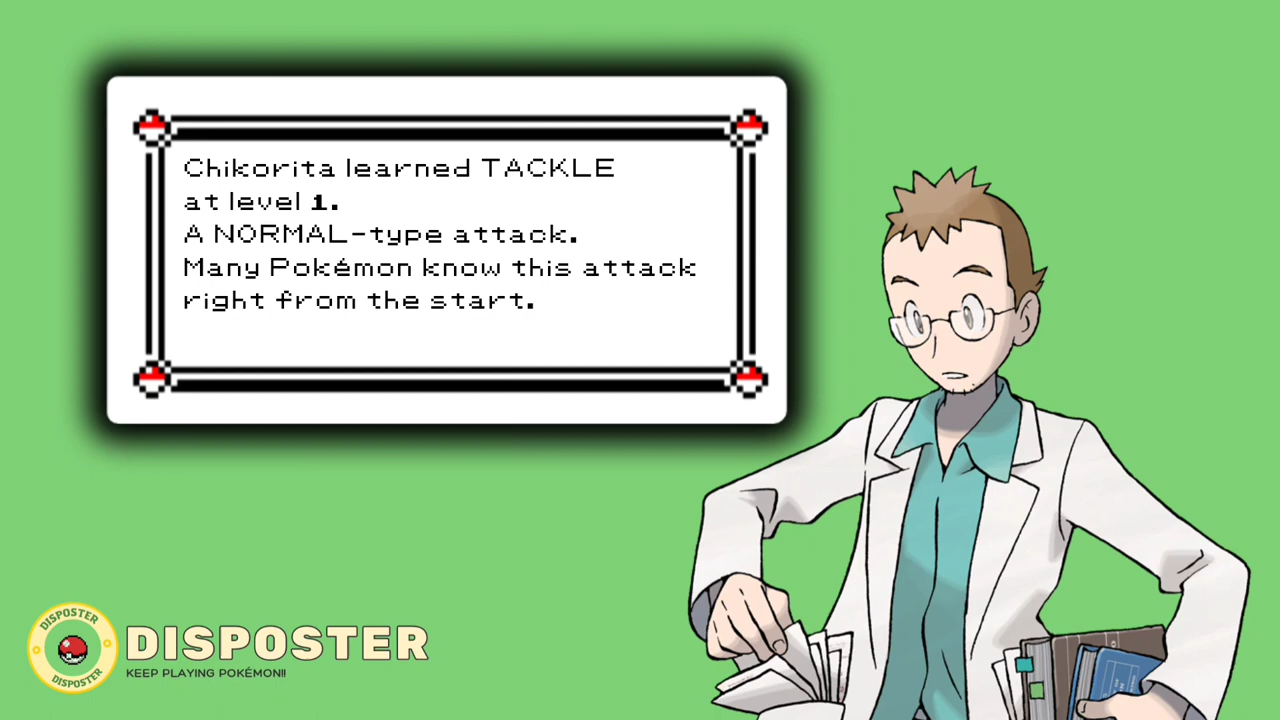 Chikorita learned TACKLE
at level 1.
A NORMAL-type attack.
Many Pokémon know this attack
right from the start.
DISPOSTER
DISPOSTER
DISPOSTER
KEEP PLAYING POKÉMON!!